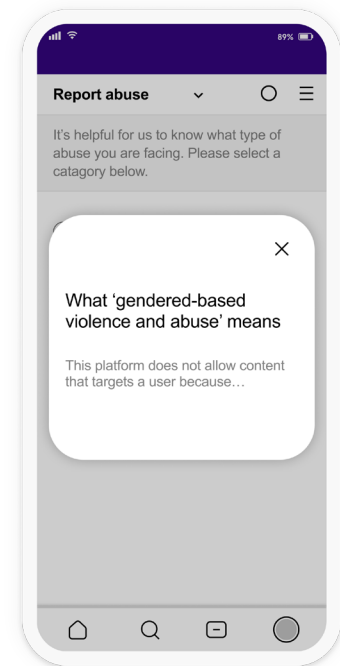 89%
Report abuse
It's helpful for us to know what type of
abuse you are facing. Please select a
catagory below.
What ‘gendered-based
violence and abuse’ means
This platform does not allow content
that targets a user because…